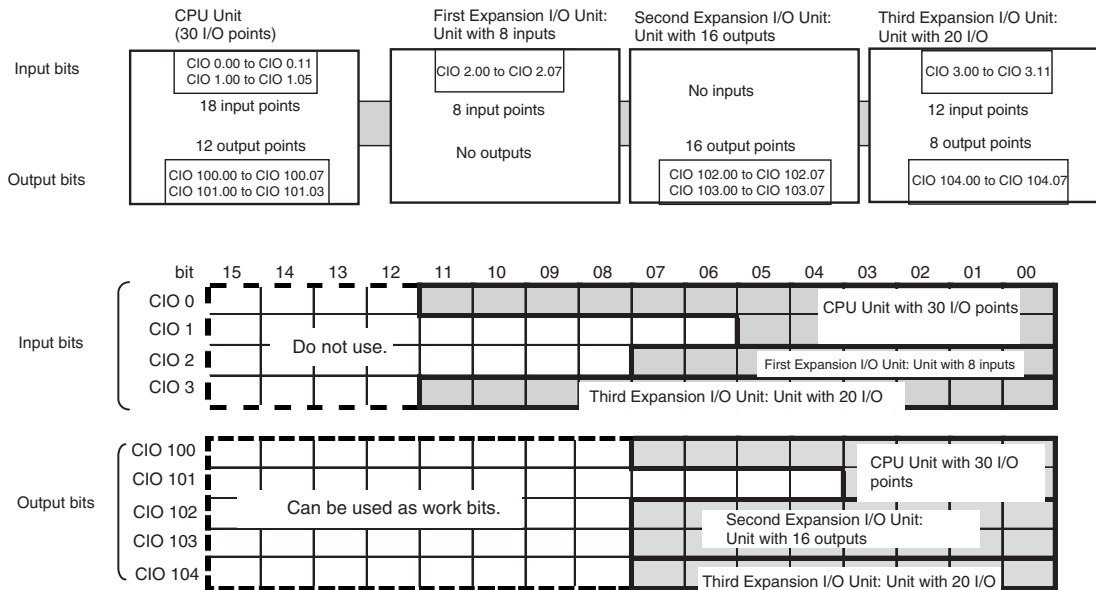 CPU Unit
(30 I/O points)
First Expansion I/O Unit:
Unit with 8 inputs
Second Expansion I/O Unit:
Unit with 16 outputs
Third Expansion I/O Unit:
Unit with 20 I/O
Input bits
CIO 0.00 to CIO 0.11
CIO 1.00 to CIO 1.05
18 input points
12 output points
CIO 100.00 to CIO 100.07
CIO 101.00 to CIO 101.03
CIO 2.00 to CIO 2.07
8 input points
No outputs
No inputs
16 output points
CIO 102.00 to CIO 102.07
CIO 103.00 to CIO 103.07
CIO 3.00 to CIO 3.11
12 input points
8 output points
CIO 104.00 to CIO 104.07
Output bits
bit 15 14 13 12 11 10 09 08 07 06 05 04 03 02 01 00
Input bits
CIO 0
CIO 1
CIO 2
CIO 3
Do not use.
CPU Unit with 30 I/O points
First Expansion I/O Unit: Unit with 8 inputs
Third Expansion I/O Unit: Unit with 20 I/O
Output bits
CIO 100
CIO 101
CIO 102
CIO 103
CIO 104
Can be used as work bits.
CPU Unit with 30 I/O
points
Second Expansion I/O Unit:
Unit with 16 outputs
Third Expansion I/O Unit: Unit with 20 I/O